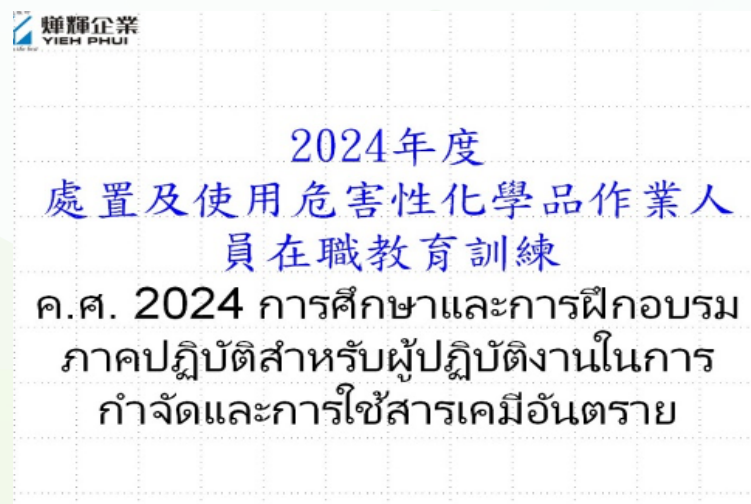 燁輝企業
YIEH PHUI
2024年度
處置及使用危害性化學品作業人
員在職教育訓練
ค.ศ. 2024 การศึกษาและการฝึกอบรม
ภาคปฏิบัติสำหรับผู้ปฏิบัติงานในการ
กำจัดและการใช้สารเคมีอันตราย